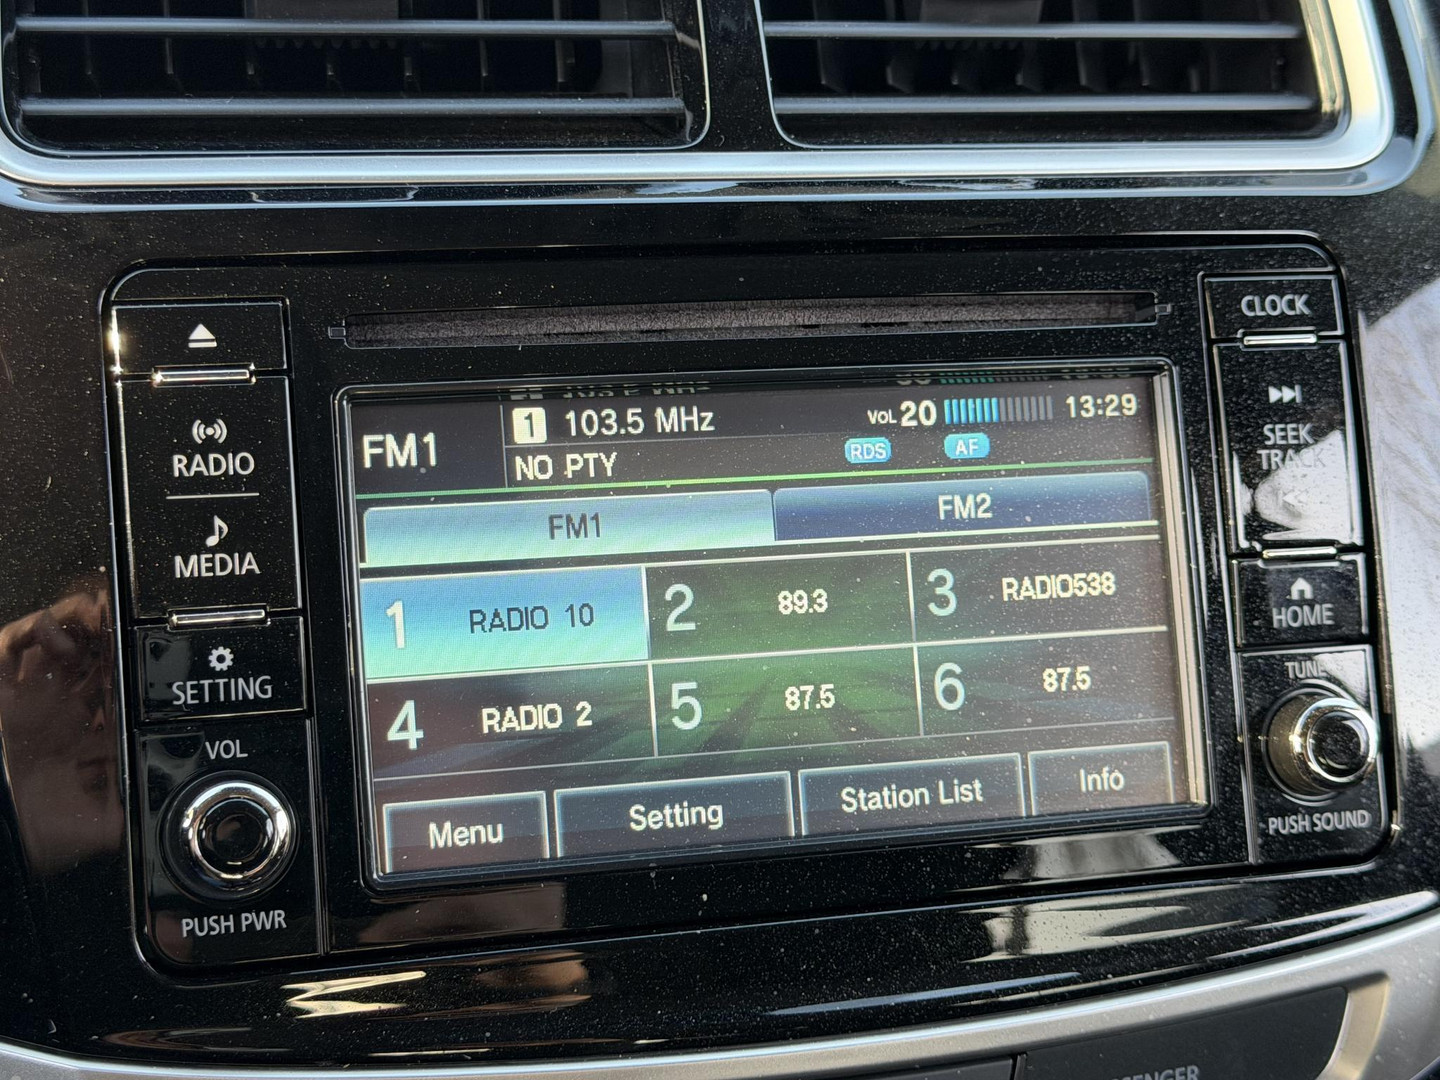 CLOCK
RADIO
MEDIA
SETTING
VOL
PUSH PWR
FM1
1 103.5 MHz
VOL 20 13:29
NO PTY
RDS AF
FM1 FM2
1 RADIO 10
2 89.3
3 RADIO538
4 RADIO 2
5 87.5
6 87.5
Menu Setting Station List Info
SEEK
TRACK
HOME
TUNE
PUSH SOUND